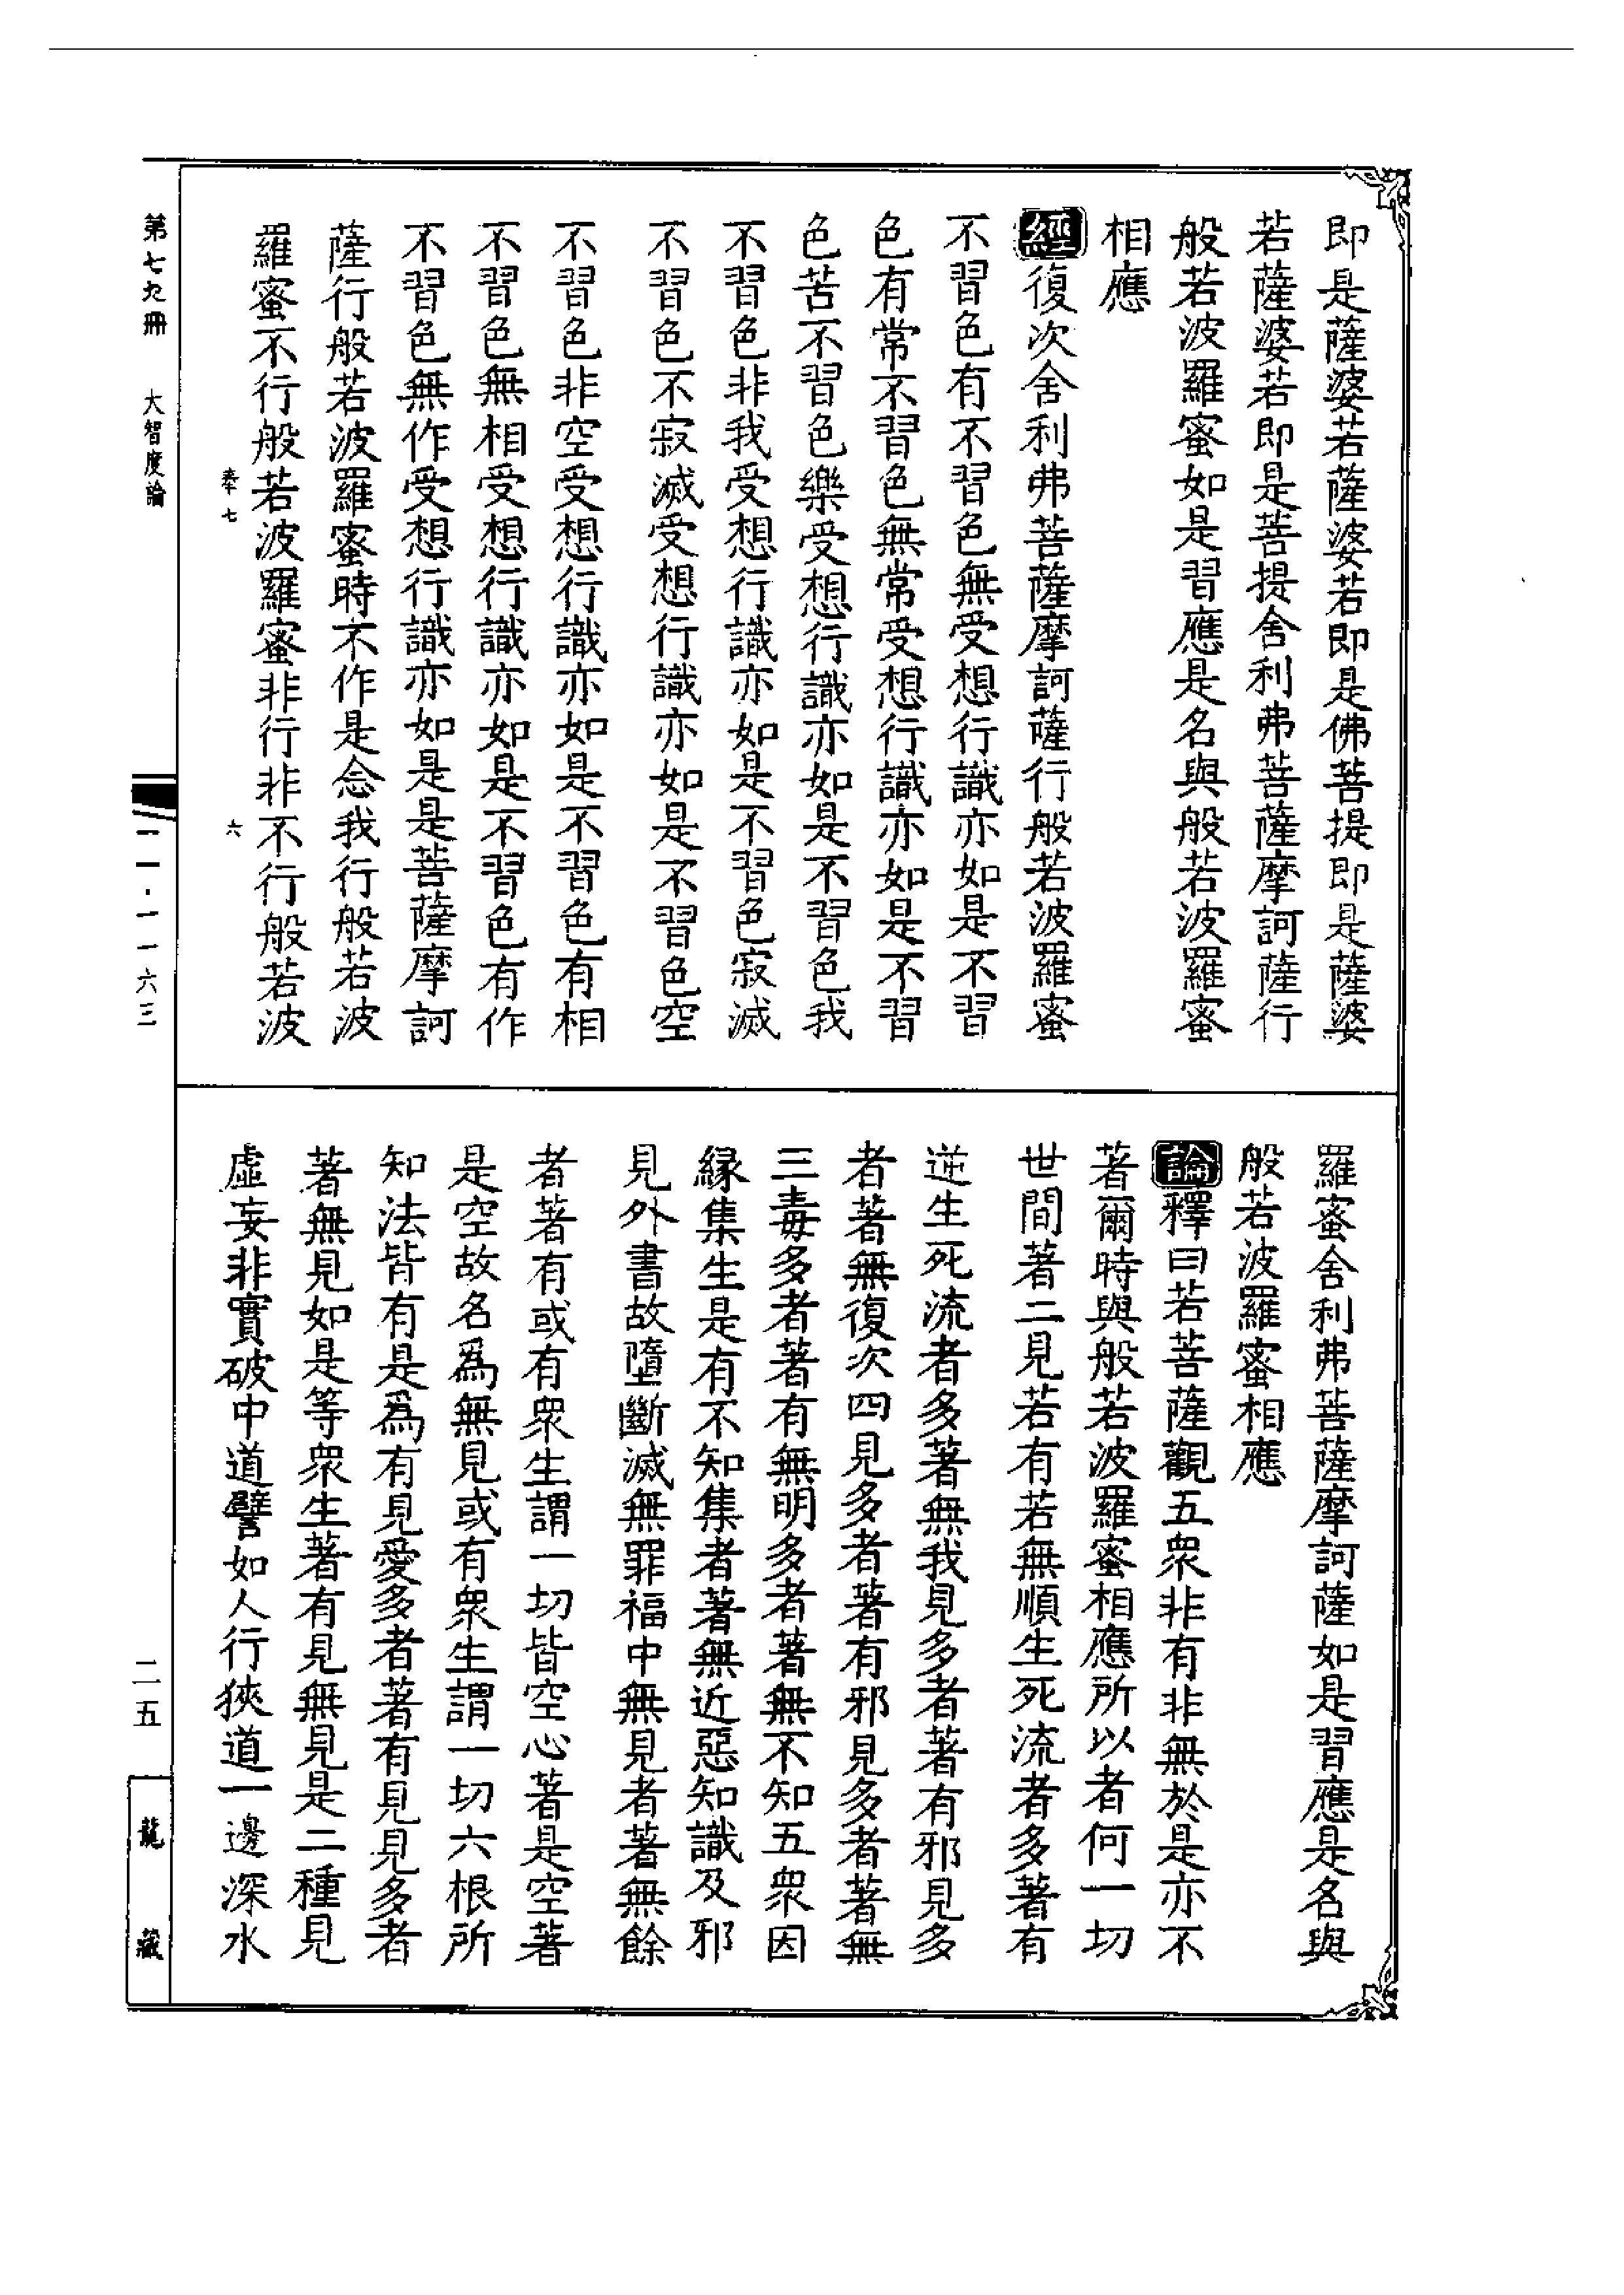 即是薩婆若薩婆若即是佛菩提即是薩婆
若薩婆若即是菩提舍利弗菩薩摩訶薩行
般若波羅蜜如是習應是名與般若波羅蜜
相應
經復次舍利弗菩薩摩訶薩行般若波羅蜜
不習色有不習色無受想行識亦如是不習
色有常不習色無常受想行識亦如是不習
色苦不習色樂受想行識亦如是不習色我
不習色非我受想行識亦如是不習色寂滅
不習色不寂滅受想行識亦如是不習色空
不習色非空受想行識亦如是不習色有相
不習色無相受想行識亦如是不習色有作
不習色無作受想行識亦如是是菩薩摩訶
薩行般若波羅蜜時不作是念我行般若波
羅蜜不行般若波羅蜜非行非不行般若波
奉七 六
羅蜜舍利弗菩薩摩訶薩如是習應是名與
般若波羅蜜相應
論釋曰若菩薩觀五衆非有非無於是亦不
著爾時與般若波羅蜜相應所以者何一切
世間著二見若有若無順生死流者多著有
逆生死流者多著無我見多者著有邪見多
者著無復次四見多者著有邪見多者著無
三毒多者著有無明多者著無不知五衆因
緣集生是有不知集者著無近惡知識及邪
見外書故墮斷滅無罪福中無見者著無餘
者著有或有衆生謂一切皆空心著是空著
是空故名爲無見或有衆生謂一切六根所
知法皆有是爲有見愛多者著有見見多者
著無見如是等衆生著有見無見是二種見
虛妄非實破中道譬如人行狹道一邊深水
第七九冊 大智度論
一一·一一六三
二五
龍藏